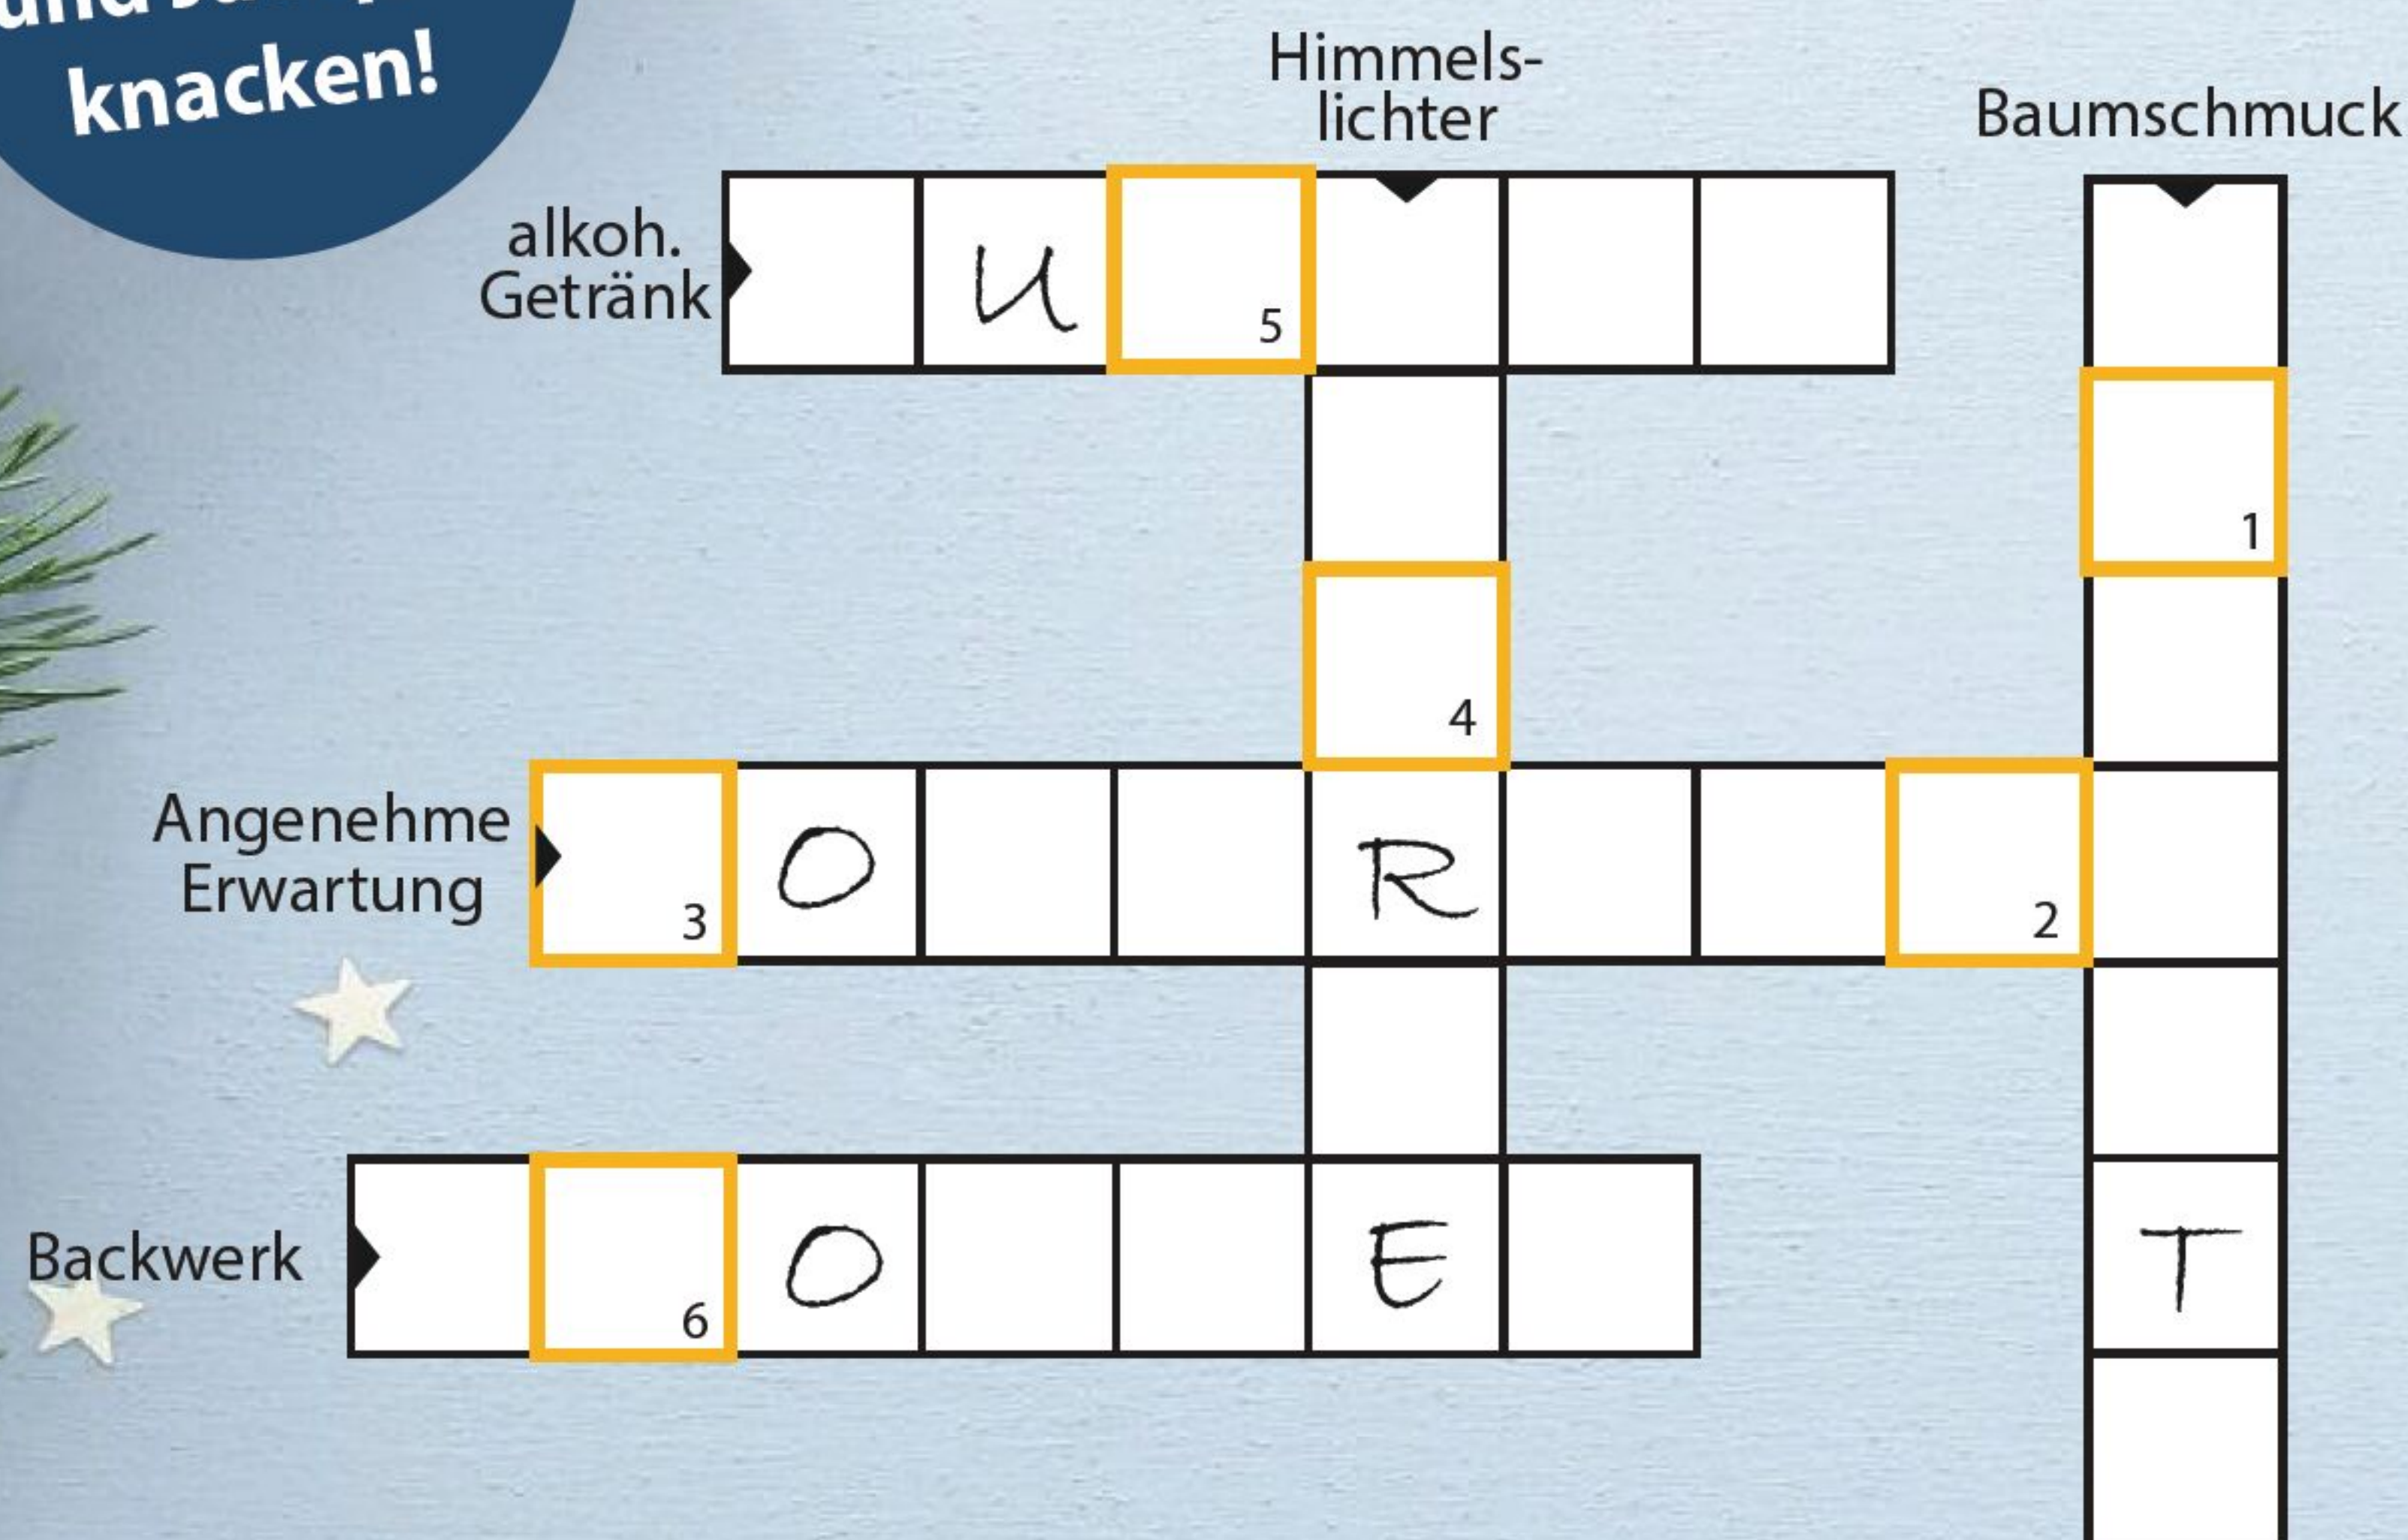 knacken!
Himmels-
lichter
Baumschmuck
alkoh.
Getränk
U
5
1
4
Angenehme
Erwartung
3
O
R
2
Backwerk
6
O
E
T